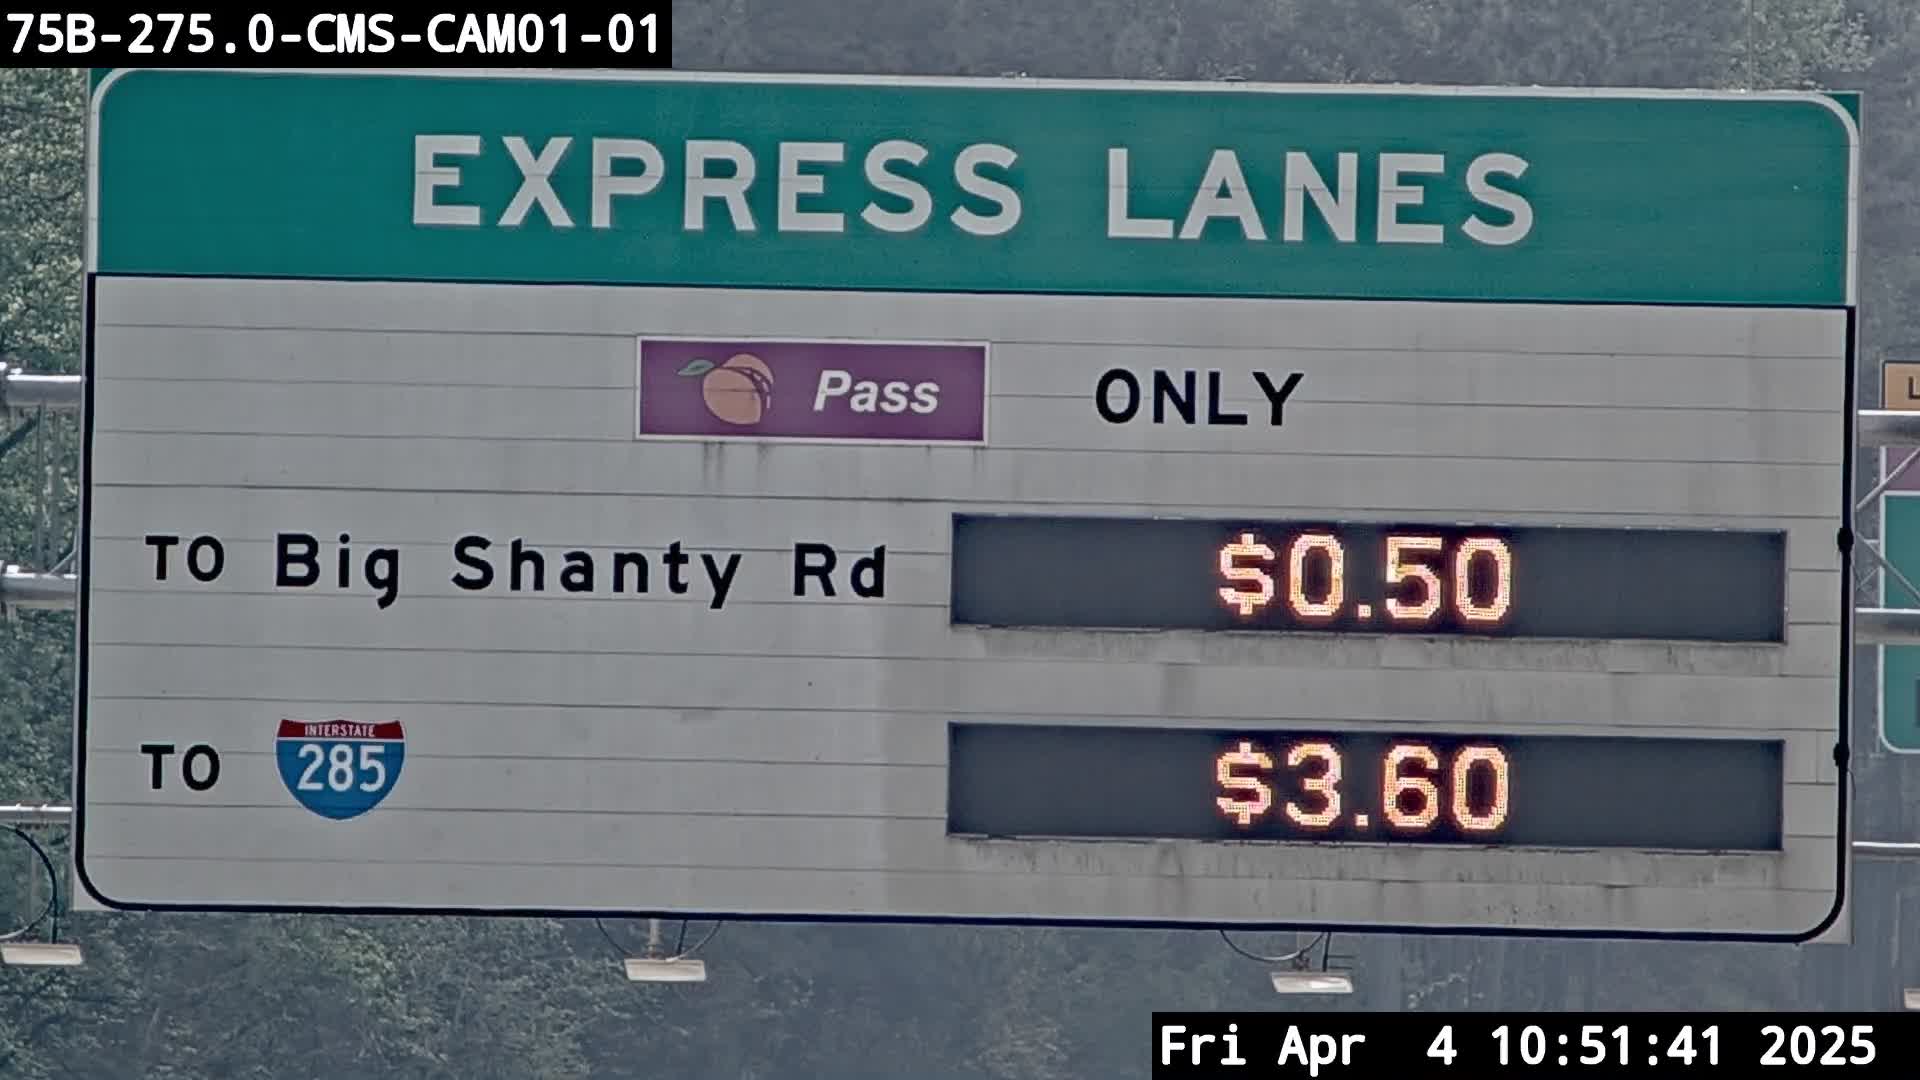 75B-275.0-CMS-CAM01-01
EXPRESS LANES
Pass ONLY
TO Big Shanty Rd $0.50
TO INTERSTATE 285 $3.60
Fri Apr 4 10:51:41 2025